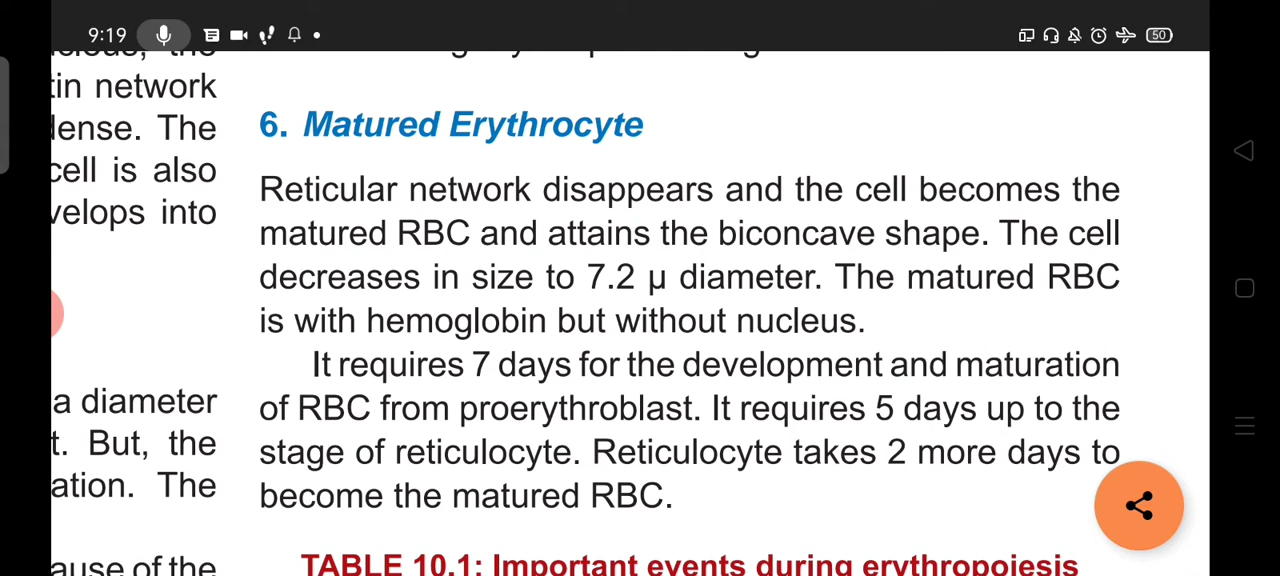 9:19
50
tin network
dense. The
cell is also
velops into
a diameter
t. But, the
ation. The
ause of the
6. Matured Erythrocyte
Reticular network disappears and the cell becomes the
matured RBC and attains the biconcave shape. The cell
decreases in size to 7.2 µ diameter. The matured RBC
is with hemoglobin but without nucleus.
It requires 7 days for the development and maturation
of RBC from proerythroblast. It requires 5 days up to the
stage of reticulocyte. Reticulocyte takes 2 more days to
become the matured RBC.
TABLE 10.1: Important events during erythropoiesis